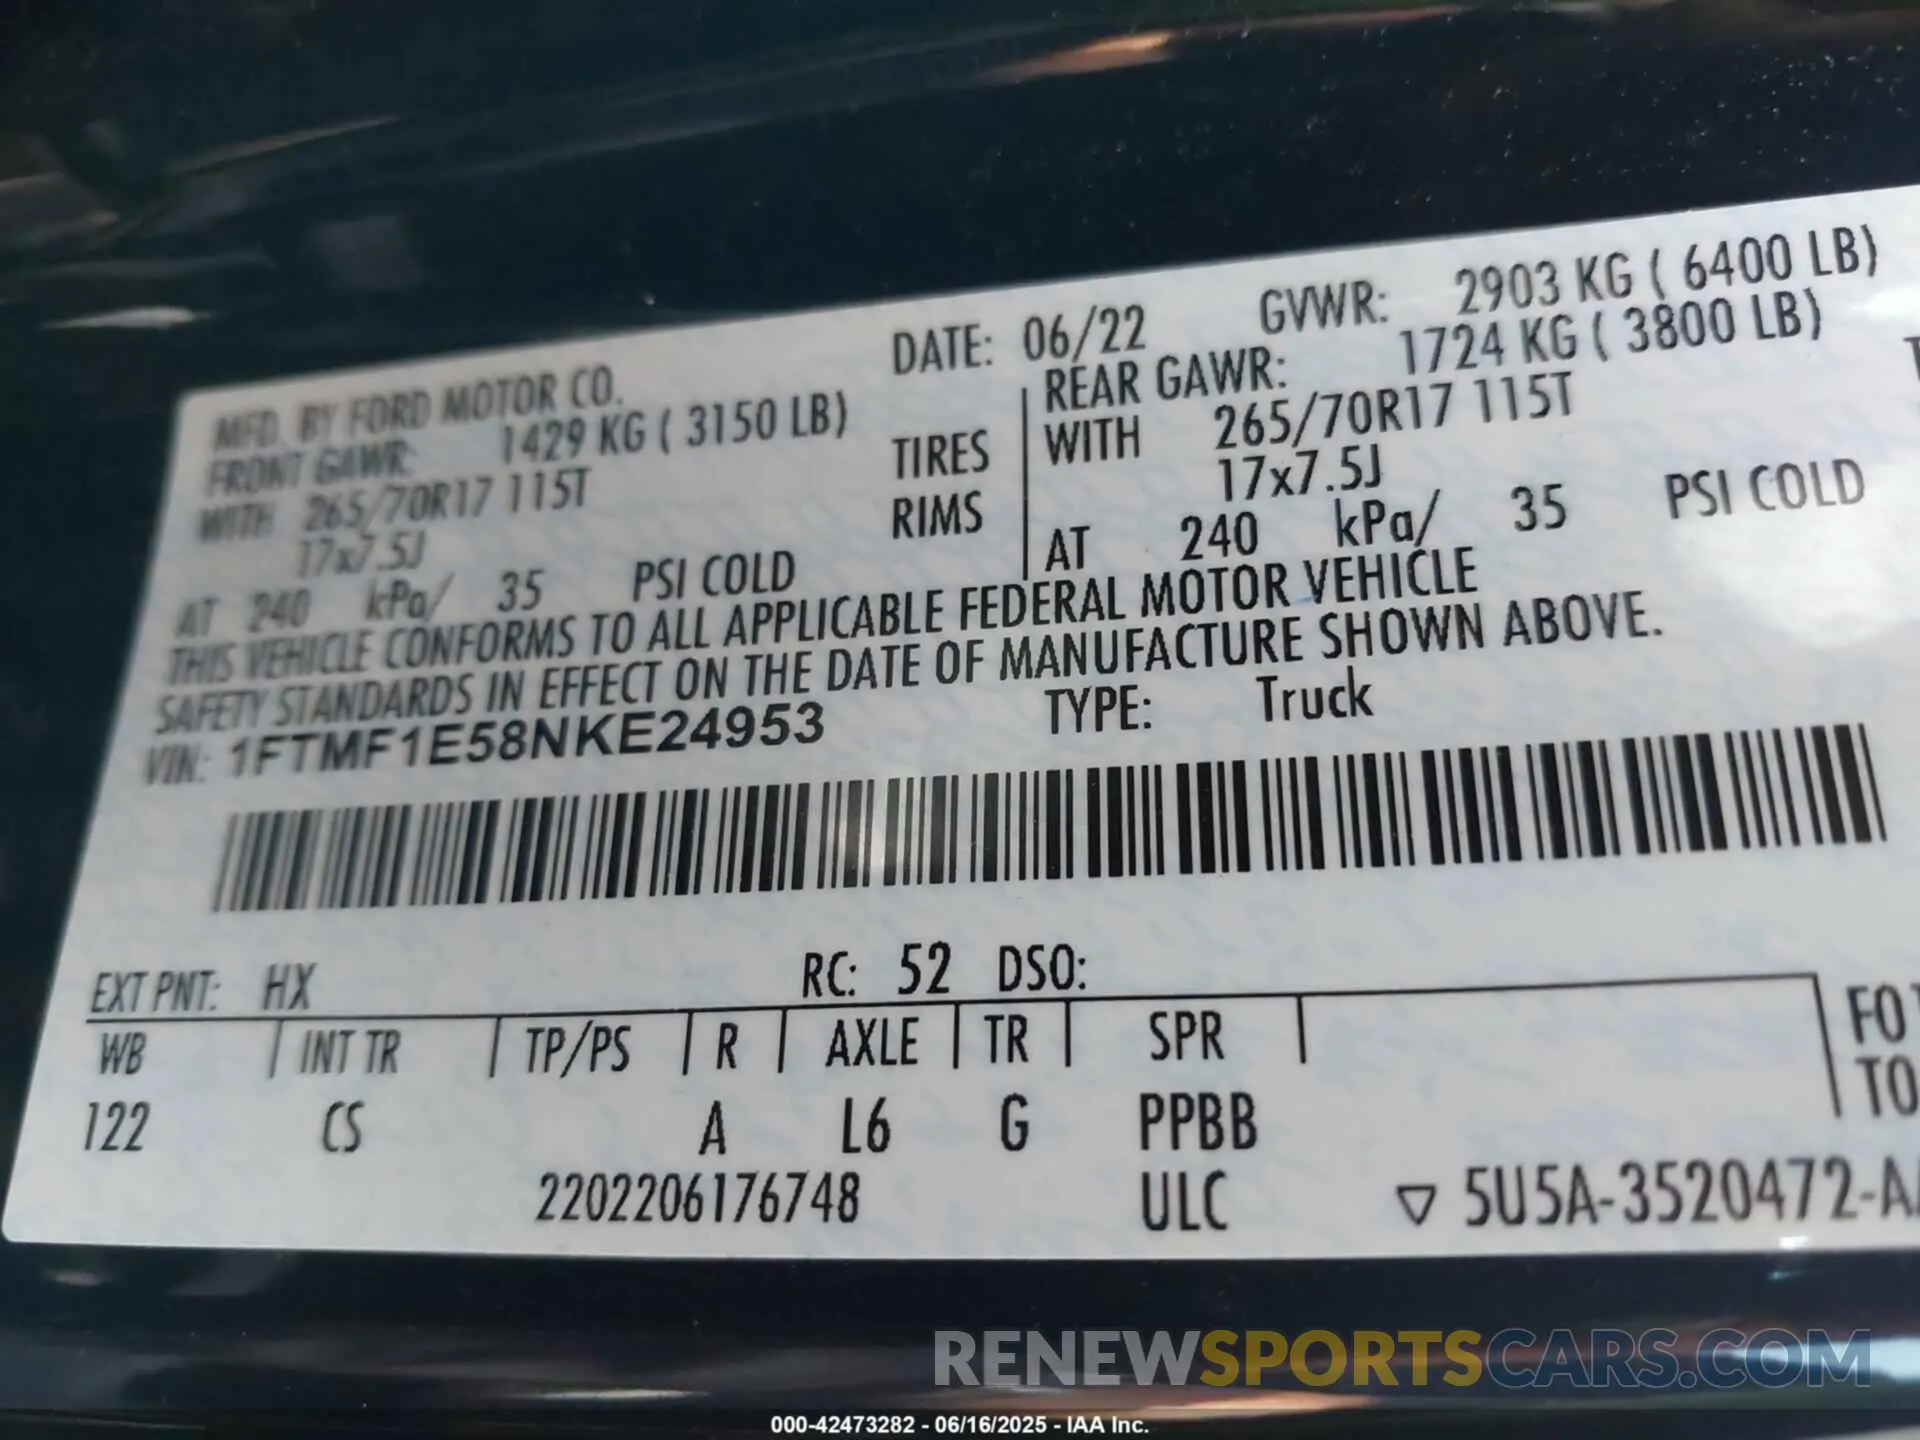 MFD. BY FORD MOTOR CO. DATE: 06/22 GVWR: 2903 KG ( 6400 LB)
FRONT GAWR: 1429 KG ( 3150 LB) REAR GAWR: 1724 KG ( 3800 LB)
WITH 265/70R17 115T TIRES WITH 265/70R17 115T
17x7.5J RIMS 17x7.5J
AT 240 kPa/ 35 PSI COLD AT 240 kPa/ 35 PSI COLD
THIS VEHICLE CONFORMS TO ALL APPLICABLE FEDERAL MOTOR VEHICLE
SAFETY STANDARDS IN EFFECT ON THE DATE OF MANUFACTURE SHOWN ABOVE.
VIN: 1FTMF1E58NKE24953 TYPE: Truck
EXT PNT: HX RC: 52 DSO:
WB INT TR TP/PS R AXLE TR SPR
122 CS A L6 G PPBB
2202206176748 ULC ▽ 5U5A-3520472-A
RENEWSPORTSCARS.COM
000-42473282 - 06/16/2025 - IAA Inc.